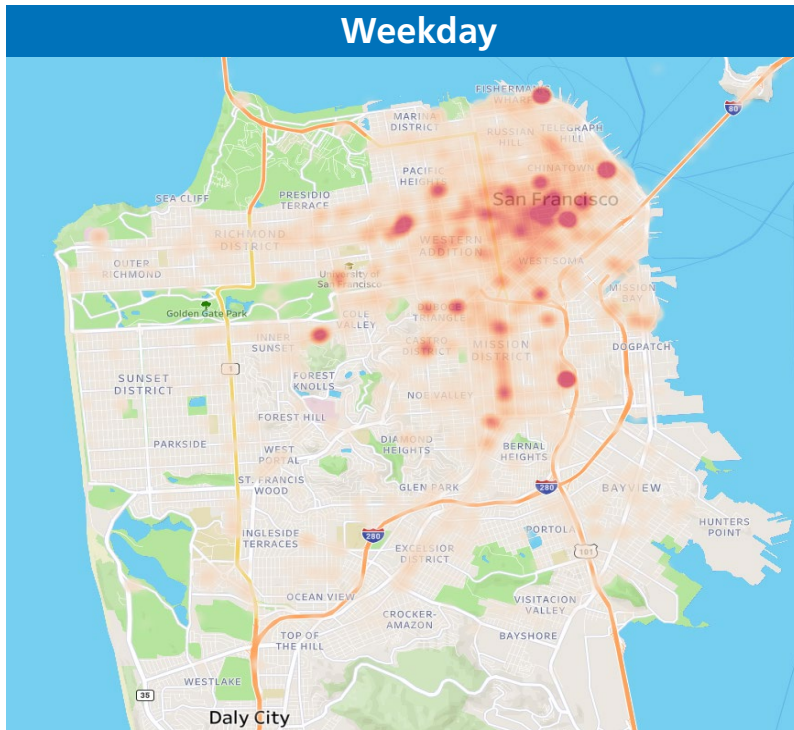 Weekday
FISHERMAN'S
WHARF
MARINA
DISTRICT
RUSSIAN
HILL
TELEGRAPH
HILL
80
CHINATOWN
PACIFIC
HEIGHTS
SEA CLIFF
PRESIDIO
TERRACE
San Francisco
RICHMOND
DISTRICT
WESTERN
ADDITION
OUTER
RICHMOND
University of
San Francisco
WEST SOMA
MISSION
BAY
Golden Gate Park
COLE
VALLEY
DUBOCE
TRIANGLE
INNER
SUNSET
CASTRO
DISTRICT
MISSION
DISTRICT
DOGPATCH
1
SUNSET
DISTRICT
FOREST
KNOLLS
NOE VALLEY
FOREST HILL
PARKSIDE
WEST
PORTAL
DIAMOND
HEIGHTS
BERNAL
HEIGHTS
ST. FRANCIS
WOOD
GLEN PARK
280
BAYVIEW
HUNTERS
POINT
INGLESIDE
TERRACES
280
PORTOLA
EXCELSIOR
DISTRICT
101
OCEAN VIEW
VISITACION
VALLEY
CROCKER-
AMAZON
TOP OF
THE HILL
BAYSHORE
WESTLAKE
35
Daly City